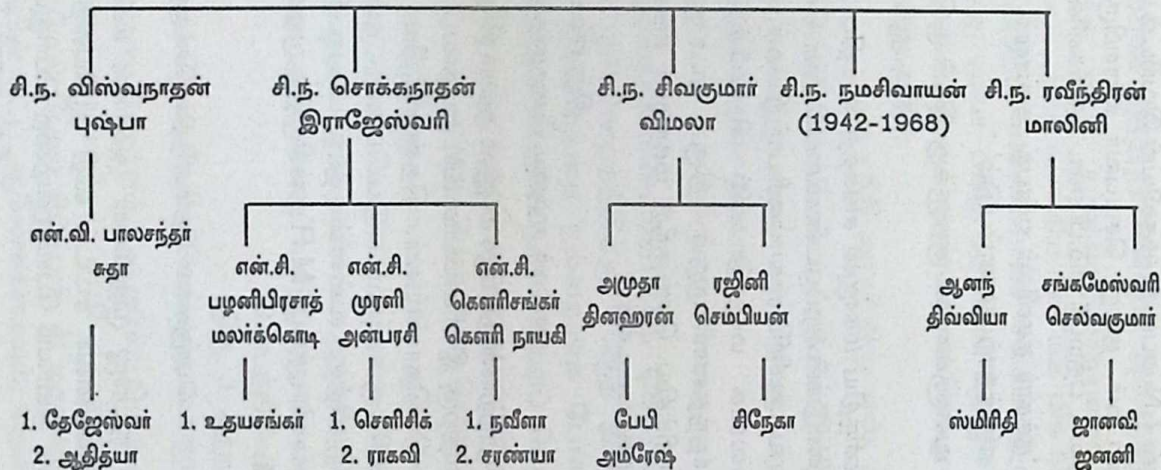 சி.ந. விஸ்வநாதன்
புஷ்பா
சி.ந. சொக்கநாதன்
இராஜேஸ்வரி
சி.ந. சிவகுமார்
விமலா
சி.ந. நமசிவாயன்
(1942-1968)
சி.ந. ரவீந்திரன்
மாலினி
என்.வி. பாலசந்தர்
சுதா
என்.சி.
பழனிபிரசாத்
மலர்க்கொடி
என்.சி.
முரளி
அன்பரசி
என்.சி.
கௌரிசங்கர்
கௌரி நாயகி
அமுதா
தினஹரன்
ரஜினி
செம்பியன்
ஆனந்
திவ்வியா
சங்கமேஸ்வரி
செல்வகுமார்
1. தேஜேஸ்வர்
2. ஆதித்யா
1. உதயசங்கர்
1. சௌிசிக்
2. ராகவி
1. நவீளா
2. சரண்யா
பேபி
அம்ரேஷ்
சிநேகா
ஸ்மிரிதி
ஜானவி
ஜனனி